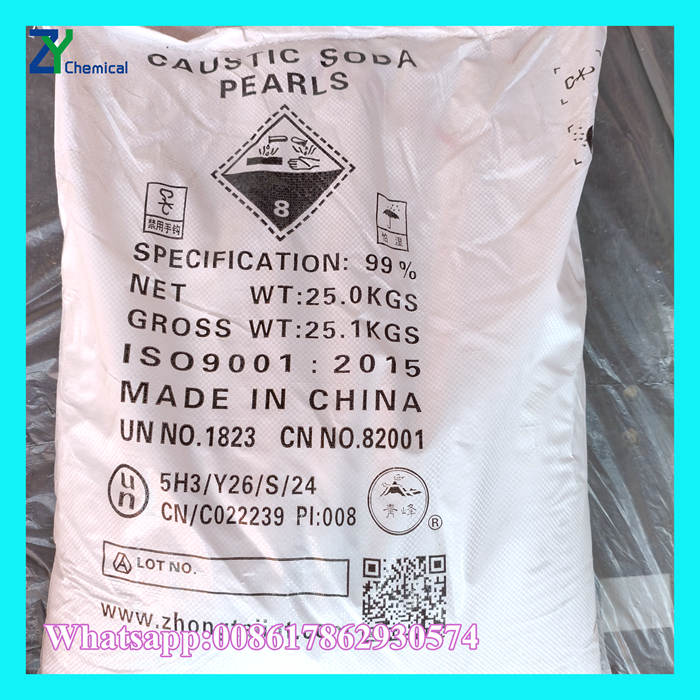 ZY Chemical
CAUSTIC SODA
PEARLS
8
禁用手钩
怕湿
SPECIFICATION: 99%
NET WT:25.0KGS
GROSS WT:25.1KGS
ISO9001:2015
MADE IN CHINA
UN NO.1823 CN NO.82001
un
5H3/Y26/S/24
CN/C022239 PI:008
青峰
®
A LOT NO.
Whatsapp:008617862930574